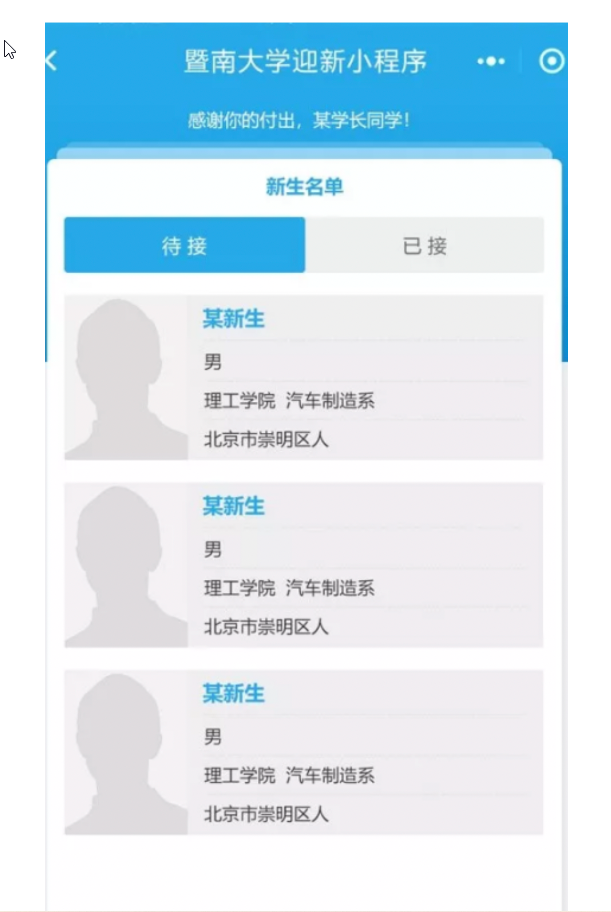 暨南大学迎新小程序
感谢你的付出，某学长同学！
新生名单
待 接 已 接
某新生
男
理工学院 汽车制造系
北京市崇明区人
某新生
男
理工学院 汽车制造系
北京市崇明区人
某新生
男
理工学院 汽车制造系
北京市崇明区人